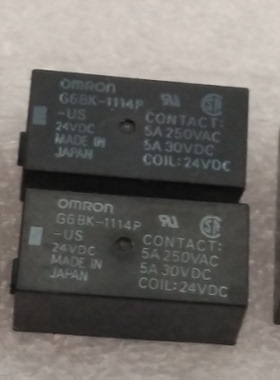 OMRON
G6BK-1114P
-US
24VDC
MADE IN
JAPAN
CONTACT:
5A 250VAC
5A 30VDC
COIL:24VDC
OMRON
G6BK-1114P
-US
24VDC
MADE IN
JAPAN
CONTACT:
5A 250VAC
5A 30VDC
COIL:24VDC